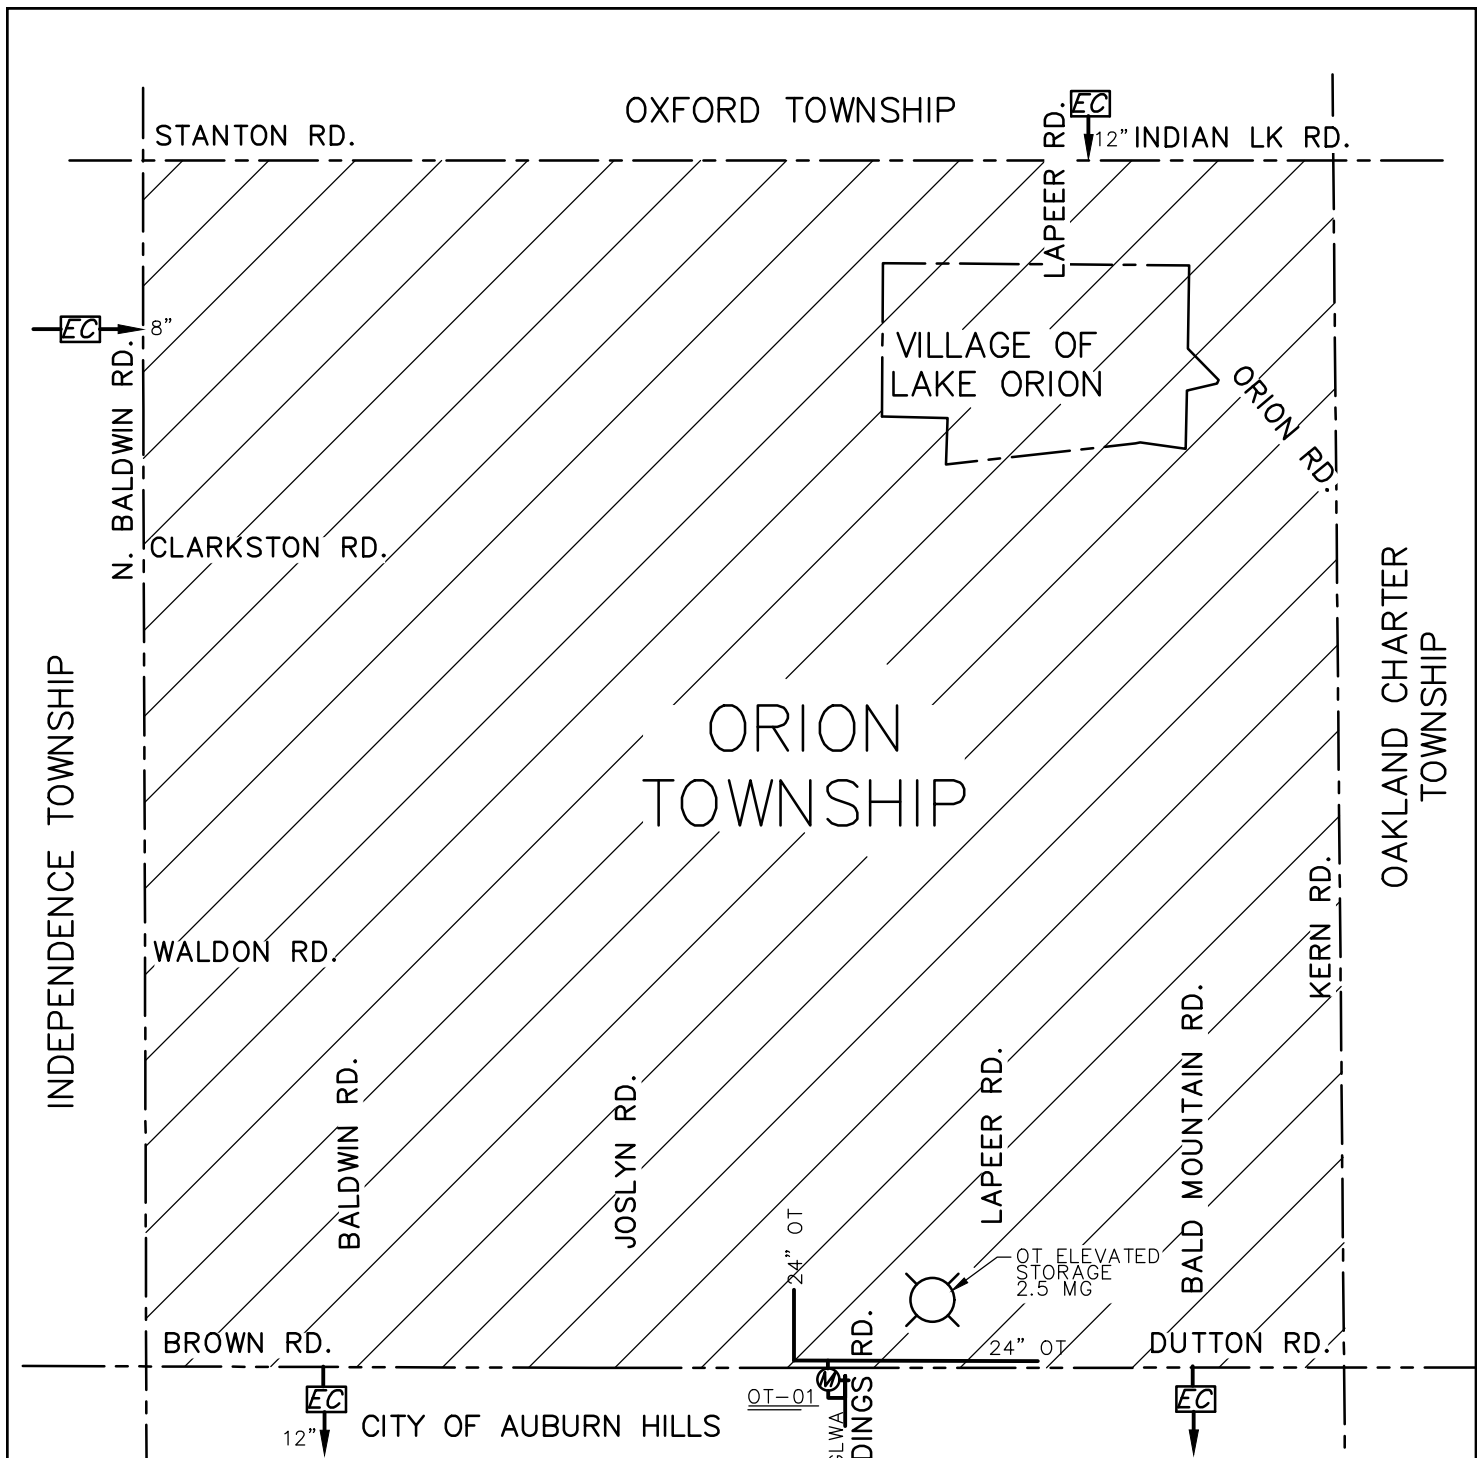 OXFORD TOWNSHIP
EC
STANTON RD.
LAPEER RD.
12" INDIAN LK RD.
EC
8"
N. BALDWIN RD.
VILLAGE OF
LAKE ORION
ORION RD.
CLARKSTON RD.
INDEPENDENCE TOWNSHIP
ORION
TOWNSHIP
OAKLAND CHARTER
TOWNSHIP
KERN RD.
WALDON RD.
BALDWIN RD.
JOSLYN RD.
LAPEER RD.
BALD MOUNTAIN RD.
24" OT
OT ELEVATED
STORAGE
2.5 MG
BROWN RD.
24" OT
DUTTON RD.
EC
M
OT-01
DINGS RD.
GLWA
EC
12"
CITY OF AUBURN HILLS